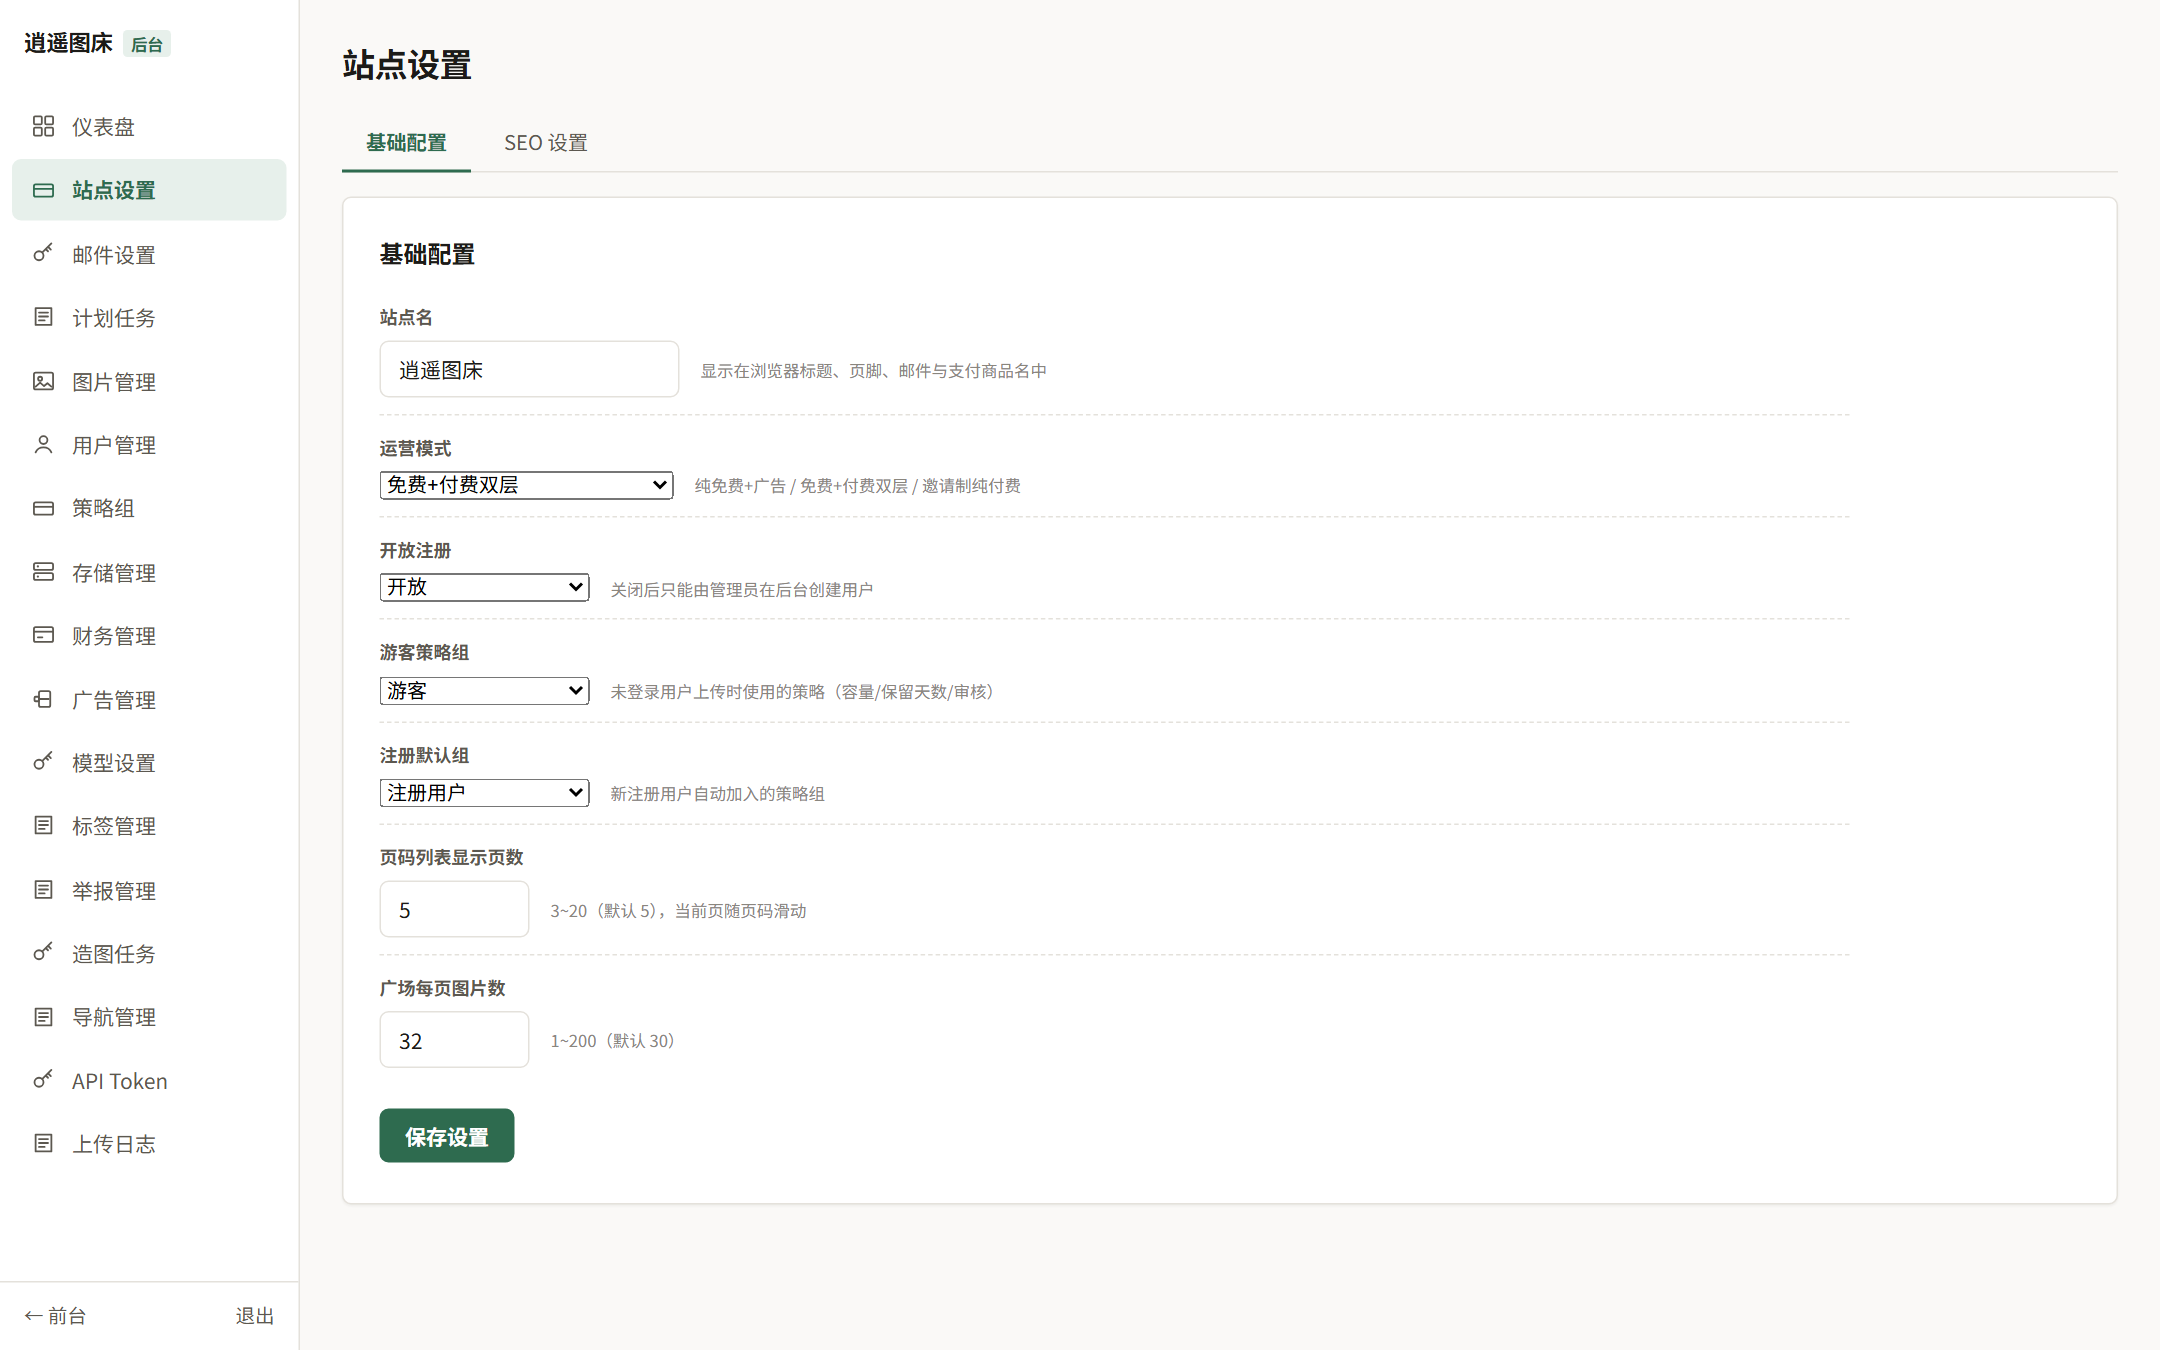 逍遥图床 后台
仪表盘
站点设置
邮件设置
计划任务
图片管理
用户管理
策略组
存储管理
财务管理
广告管理
模型设置
标签管理
举报管理
造图任务
导航管理
API Token
上传日志
← 前台 退出
站点设置
基础配置 SEO 设置
基础配置
站点名
逍遥图床 显示在浏览器标题、页脚、邮件与支付商品名中
运营模式
免费+付费双层 纯免费+广告 / 免费+付费双层 / 邀请制纯付费
开放注册
开放 关闭后只能由管理员在后台创建用户
游客策略组
游客 未登录用户上传时使用的策略（容量/保留天数/审核）
注册默认组
注册用户 新注册用户自动加入的策略组
页码列表显示页数
5 3~20（默认 5），当前页随页码滑动
广场每页图片数
32 1~200（默认 30）
保存设置